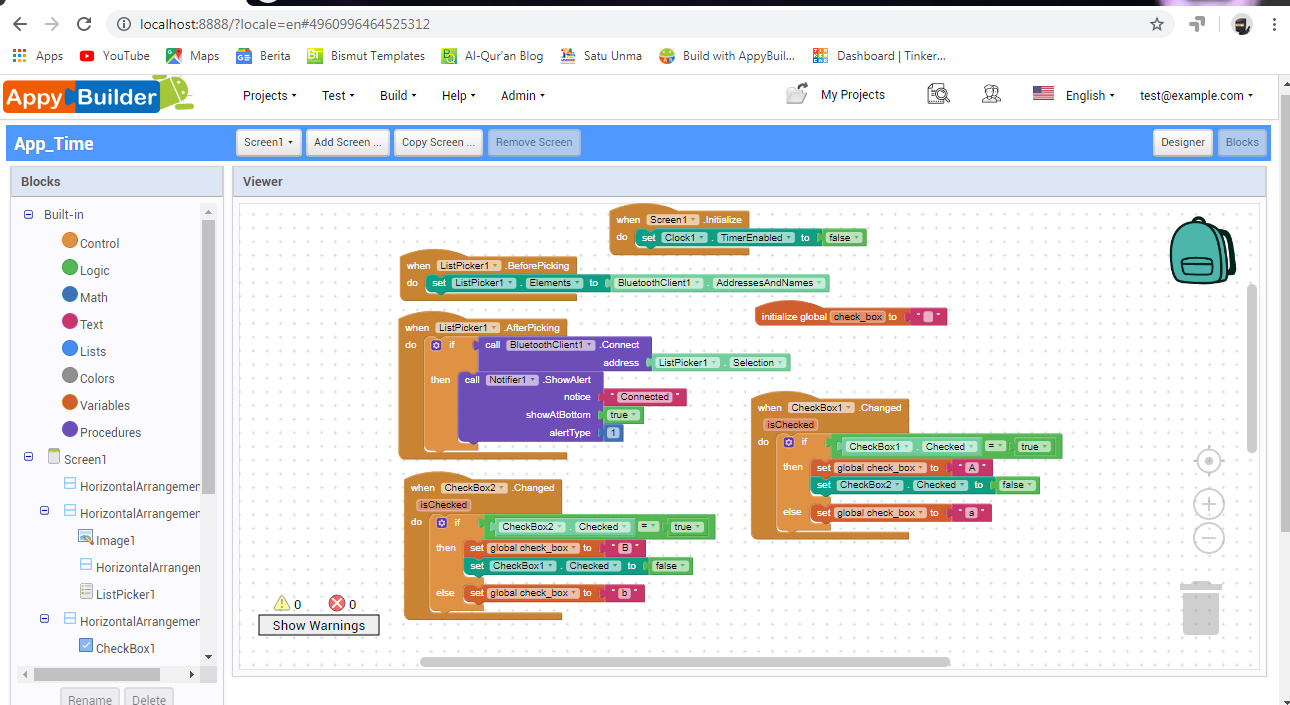 localhost:8888/?locale=en#4960996464525312
Apps YouTube Maps Berita Bismut Templates Al-Qur'an Blog Satu Unma Build with AppyBuil... Dashboard | Tinker...
Appy Builder Projects Test Build Help Admin My Projects English test@example.com
App_Time Screen1 Add Screen ... Copy Screen ... Remove Screen Designer Blocks
Blocks
Viewer
Built-in
Control
Logic
Math
Text
Lists
Colors
Variables
Procedures
Screen1
HorizontalArrangemen
HorizontalArrangemen
Image1
HorizontalArrangen
ListPicker1
HorizontalArrangemen
CheckBox1
Rename Delete
when Screen1 .Initialize
do set Clock1 . TimerEnabled to false
when ListPicker1 .BeforePicking
do set ListPicker1 . Elements to BluetoothClient1 . AddressesAndNames
initialize global check_box to " "
when ListPicker1 .AfterPicking
do if call BluetoothClient1 .Connect
address ListPicker1 . Selection
then call Notifier1 .ShowAlert
notice " Connected "
showAtBottom true
alertType 1
when CheckBox1 .Changed
isChecked
do if CheckBox1 . Checked = true
then set global check_box to " A "
set CheckBox2 . Checked to false
else set global check_box to " a "
when CheckBox2 .Changed
isChecked
do if CheckBox2 . Checked = true
then set global check_box to " B "
set CheckBox1 . Checked to false
else set global check_box to " b "
0 0
Show Warnings